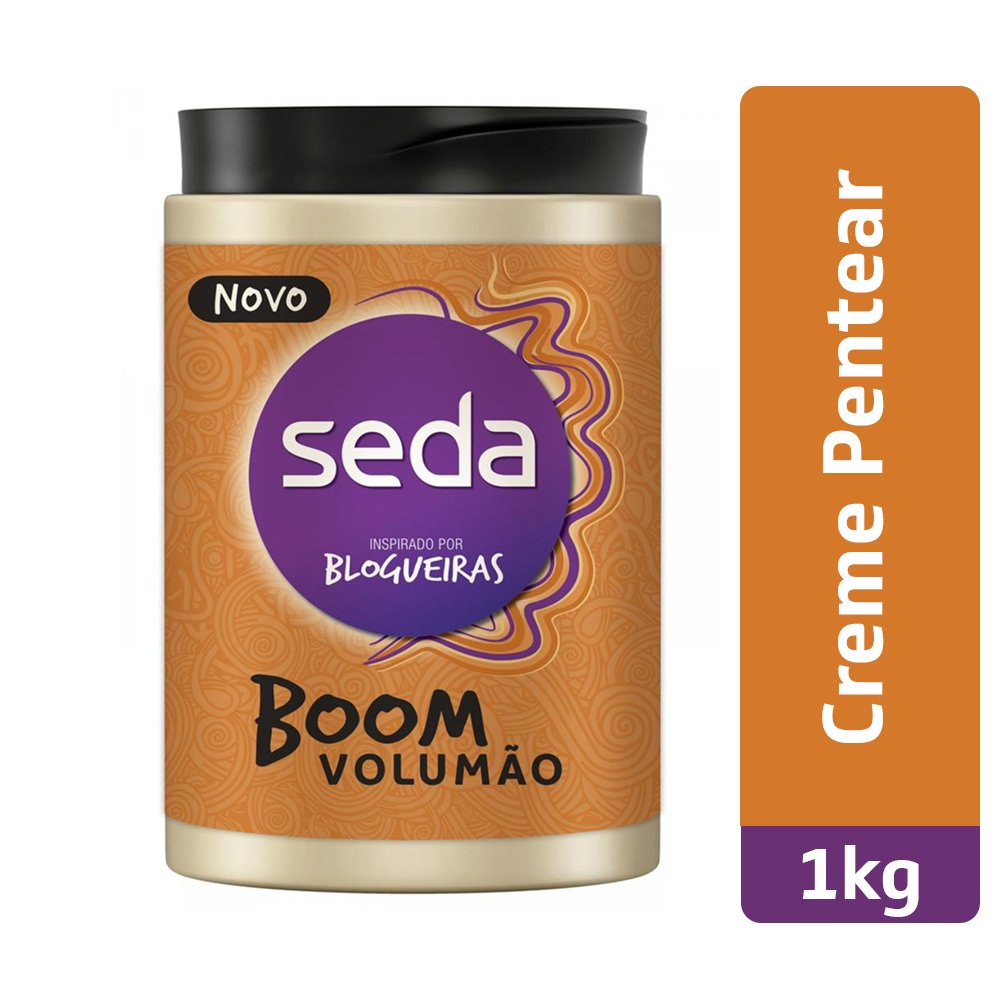 NOVO
seda
INSPIRADO POR
BLOGUEIRAS
BOOM
VOLUMÃO
Creme Pentear
1kg